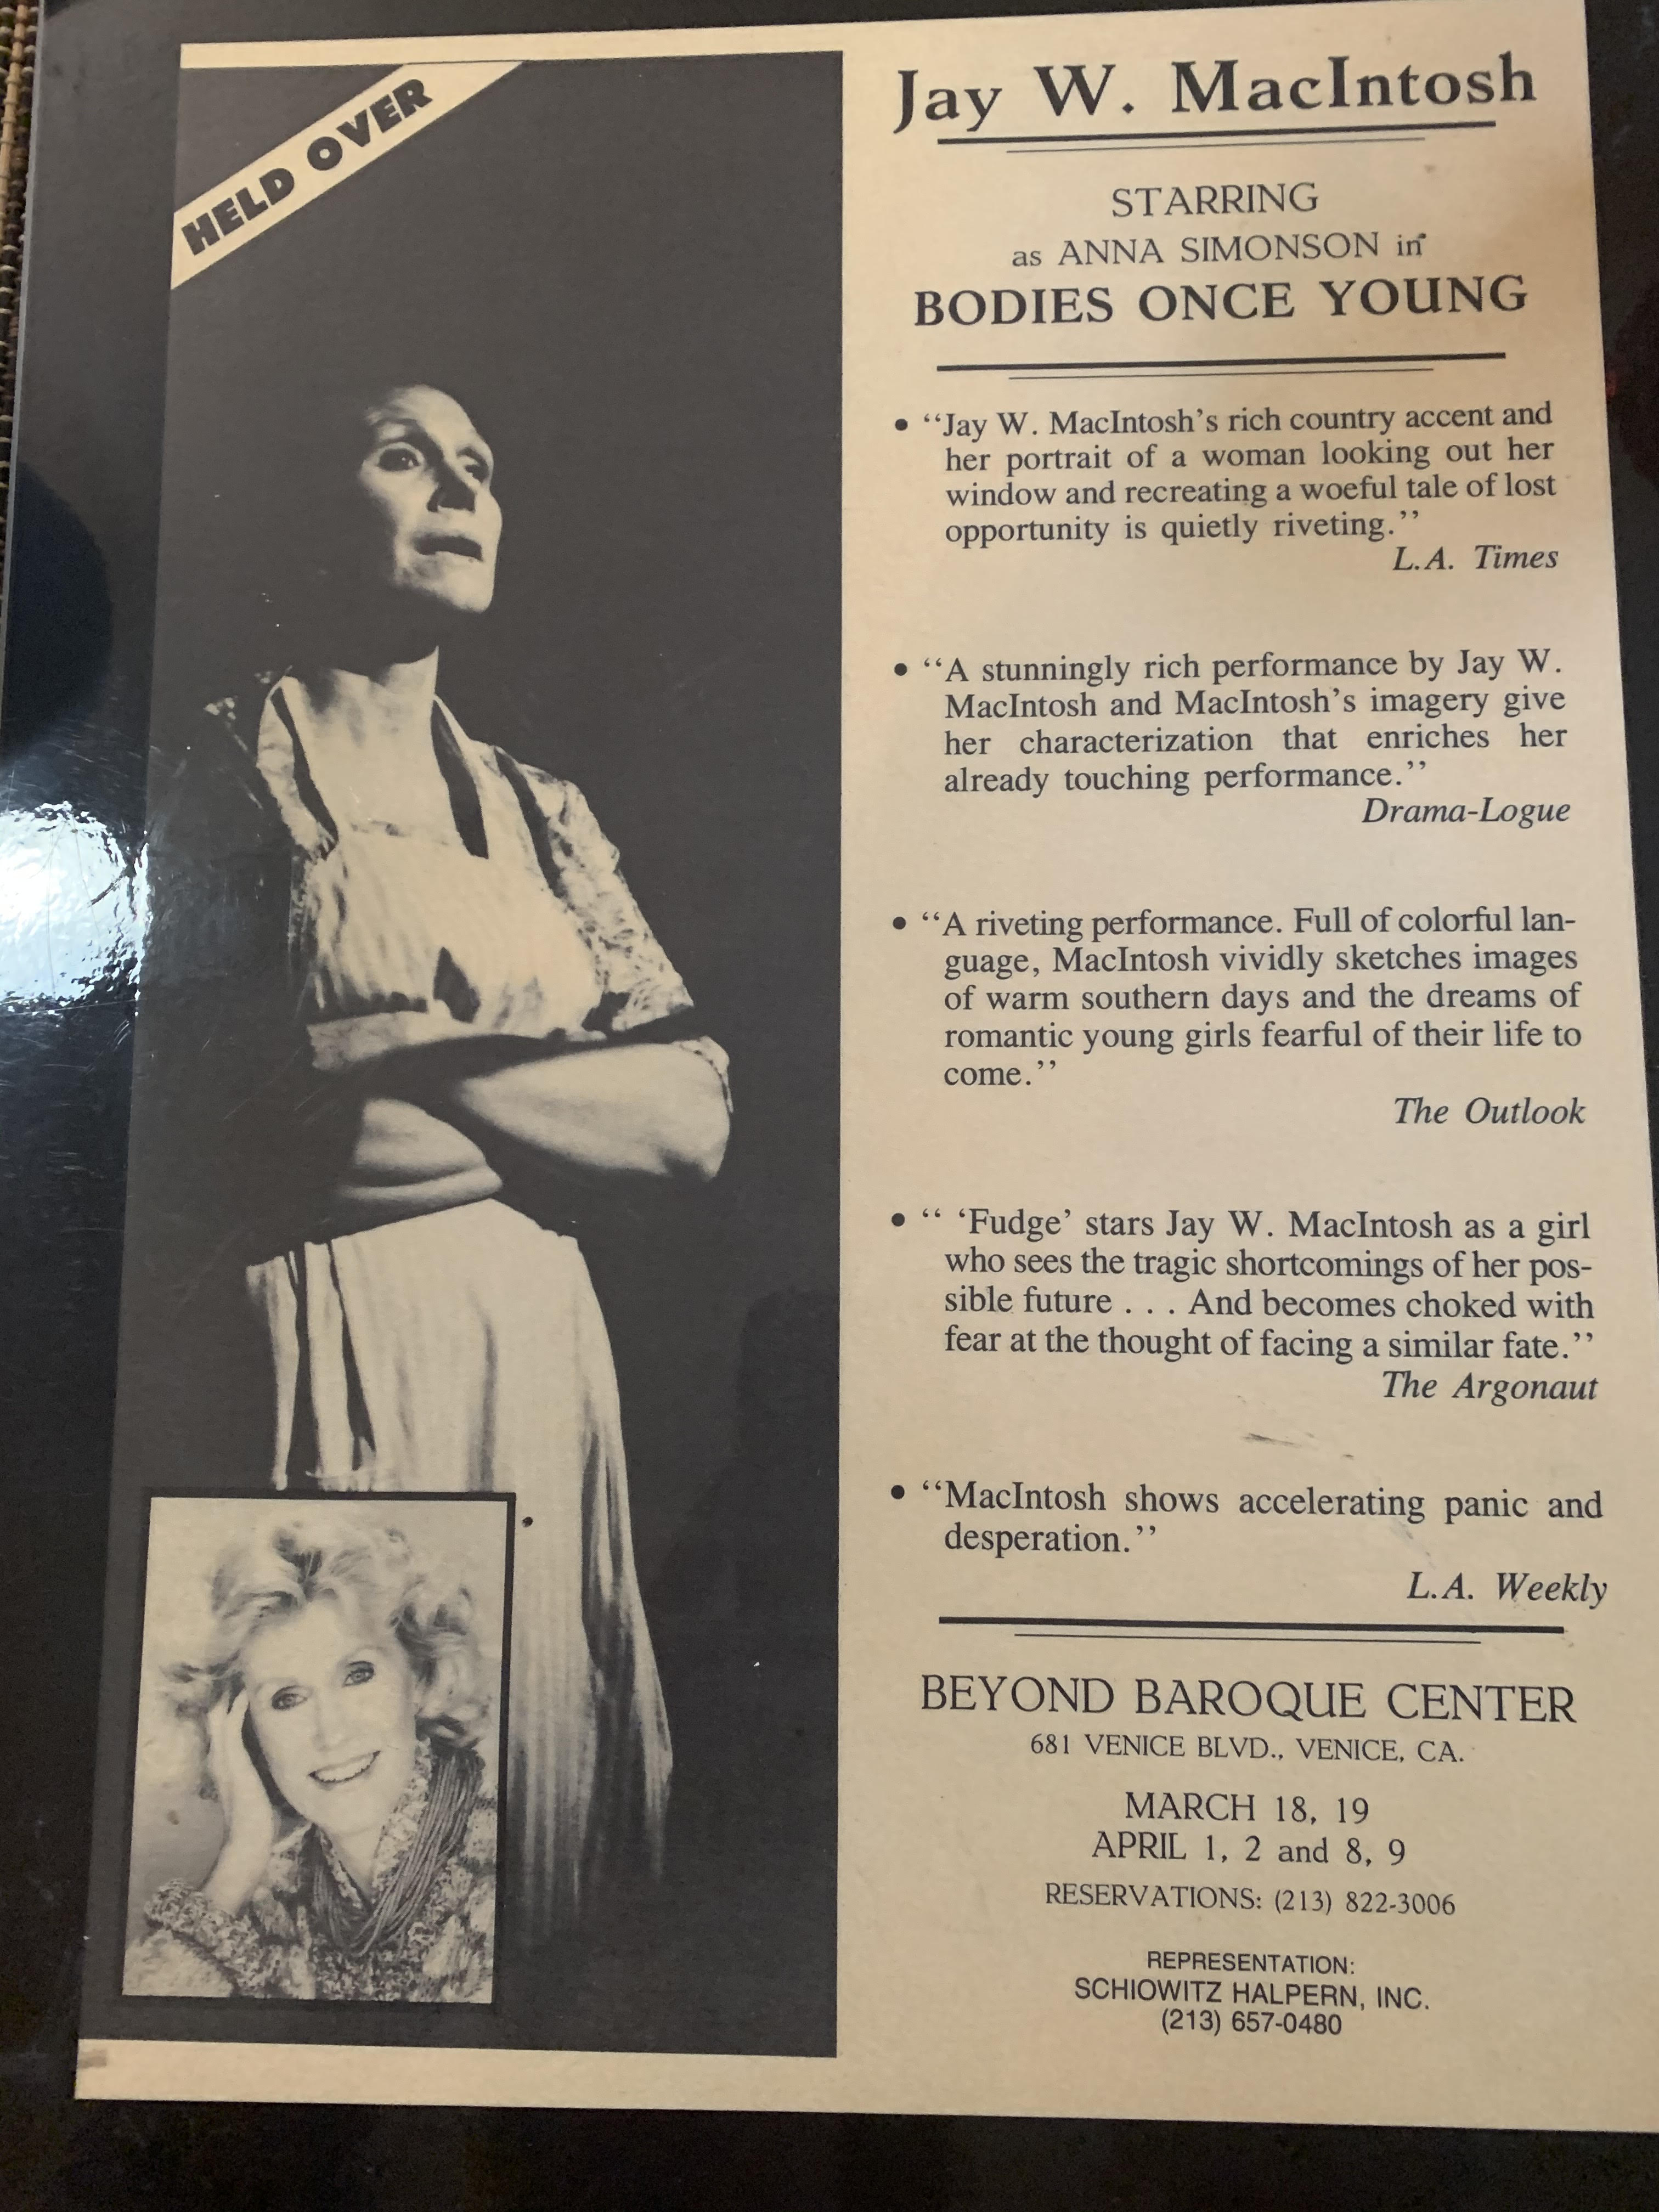 HELD OVER
Jay W. MacIntosh
STARRING
as ANNA SIMONSON in
BODIES ONCE YOUNG
• “Jay W. MacIntosh’s rich country accent and
her portrait of a woman looking out her
window and recreating a woeful tale of lost
opportunity is quietly riveting.”
L.A. Times
• “A stunningly rich performance by Jay W.
MacIntosh and MacIntosh’s imagery give
her characterization that enriches her
already touching performance.”
Drama-Logue
• “A riveting performance. Full of colorful lan-
guage, MacIntosh vividly sketches images
of warm southern days and the dreams of
romantic young girls fearful of their life to
come.”
The Outlook
• “ ‘Fudge’ stars Jay W. MacIntosh as a girl
who sees the tragic shortcomings of her pos-
sible future . . . And becomes choked with
fear at the thought of facing a similar fate.”
The Argonaut
• “MacIntosh shows accelerating panic and
desperation.”
L.A. Weekly
BEYOND BAROQUE CENTER
681 VENICE BLVD., VENICE, CA.
MARCH 18, 19
APRIL 1, 2 and 8, 9
RESERVATIONS: (213) 822-3006
REPRESENTATION:
SCHIOWITZ HALPERN, INC.
(213) 657-0480